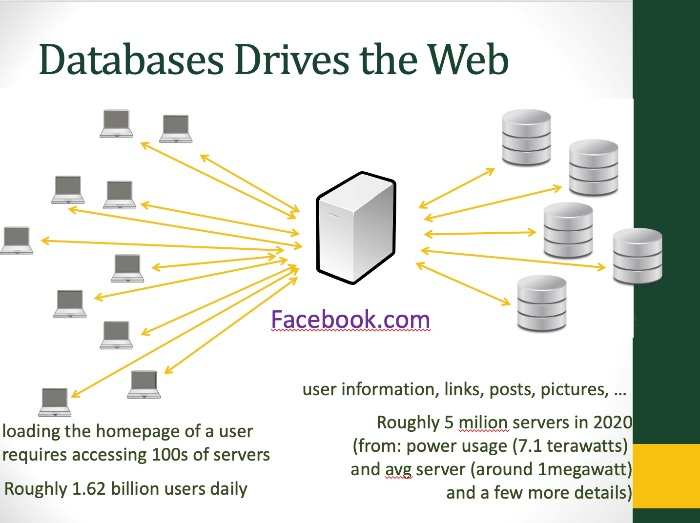 Databases Drives the Web
Facebook.com
user information, links, posts, pictures, ...
loading the homepage of a user
requires accessing 100s of servers
Roughly 1.62 billion users daily
Roughly 5 milion servers in 2020
(from: power usage (7.1 terawatts)
and avg server (around 1megawatt)
and a few more details)